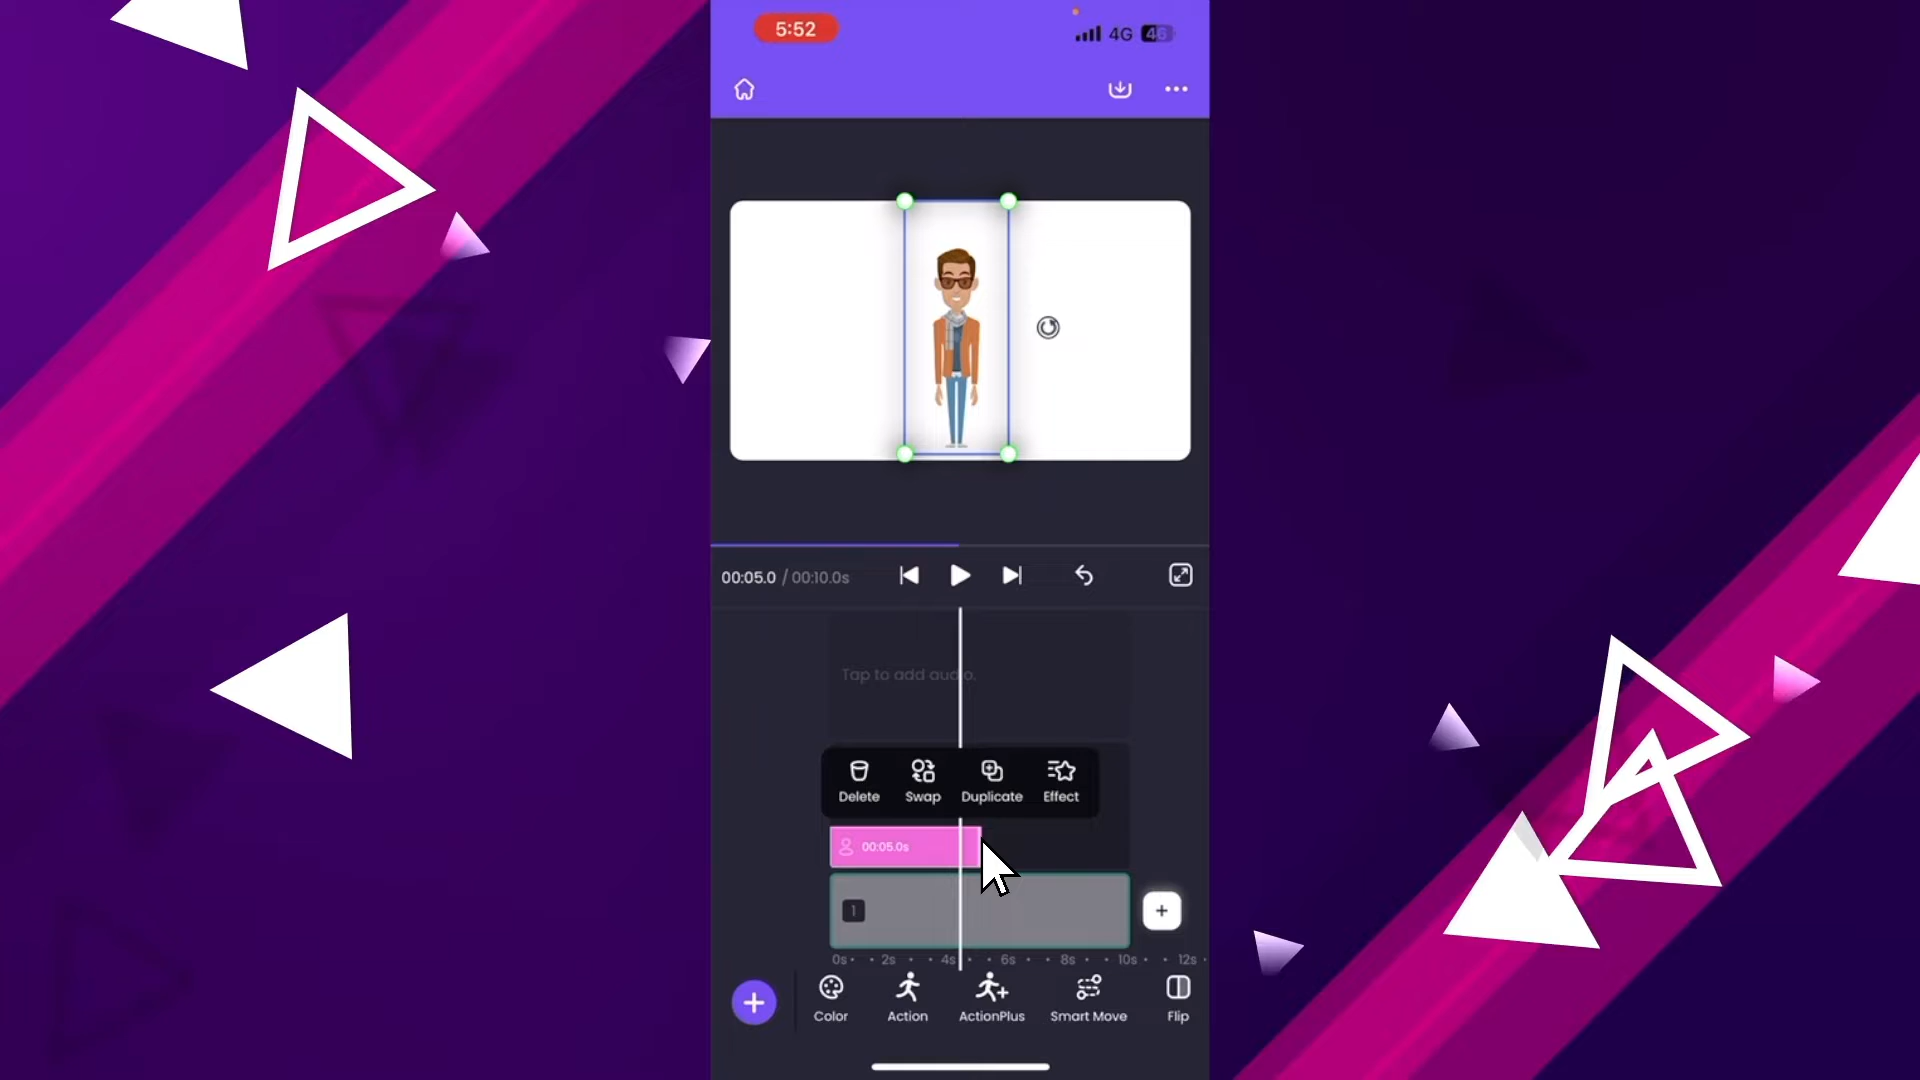 5:52
4G 46
00:05.0 / 00:10.0s
Tap to add audio.
Delete Swap Duplicate Effect
00:05.0s
1
0s 2s 4s 6s 8s 10s 12s
Color Action ActionPlus Smart Move Flip